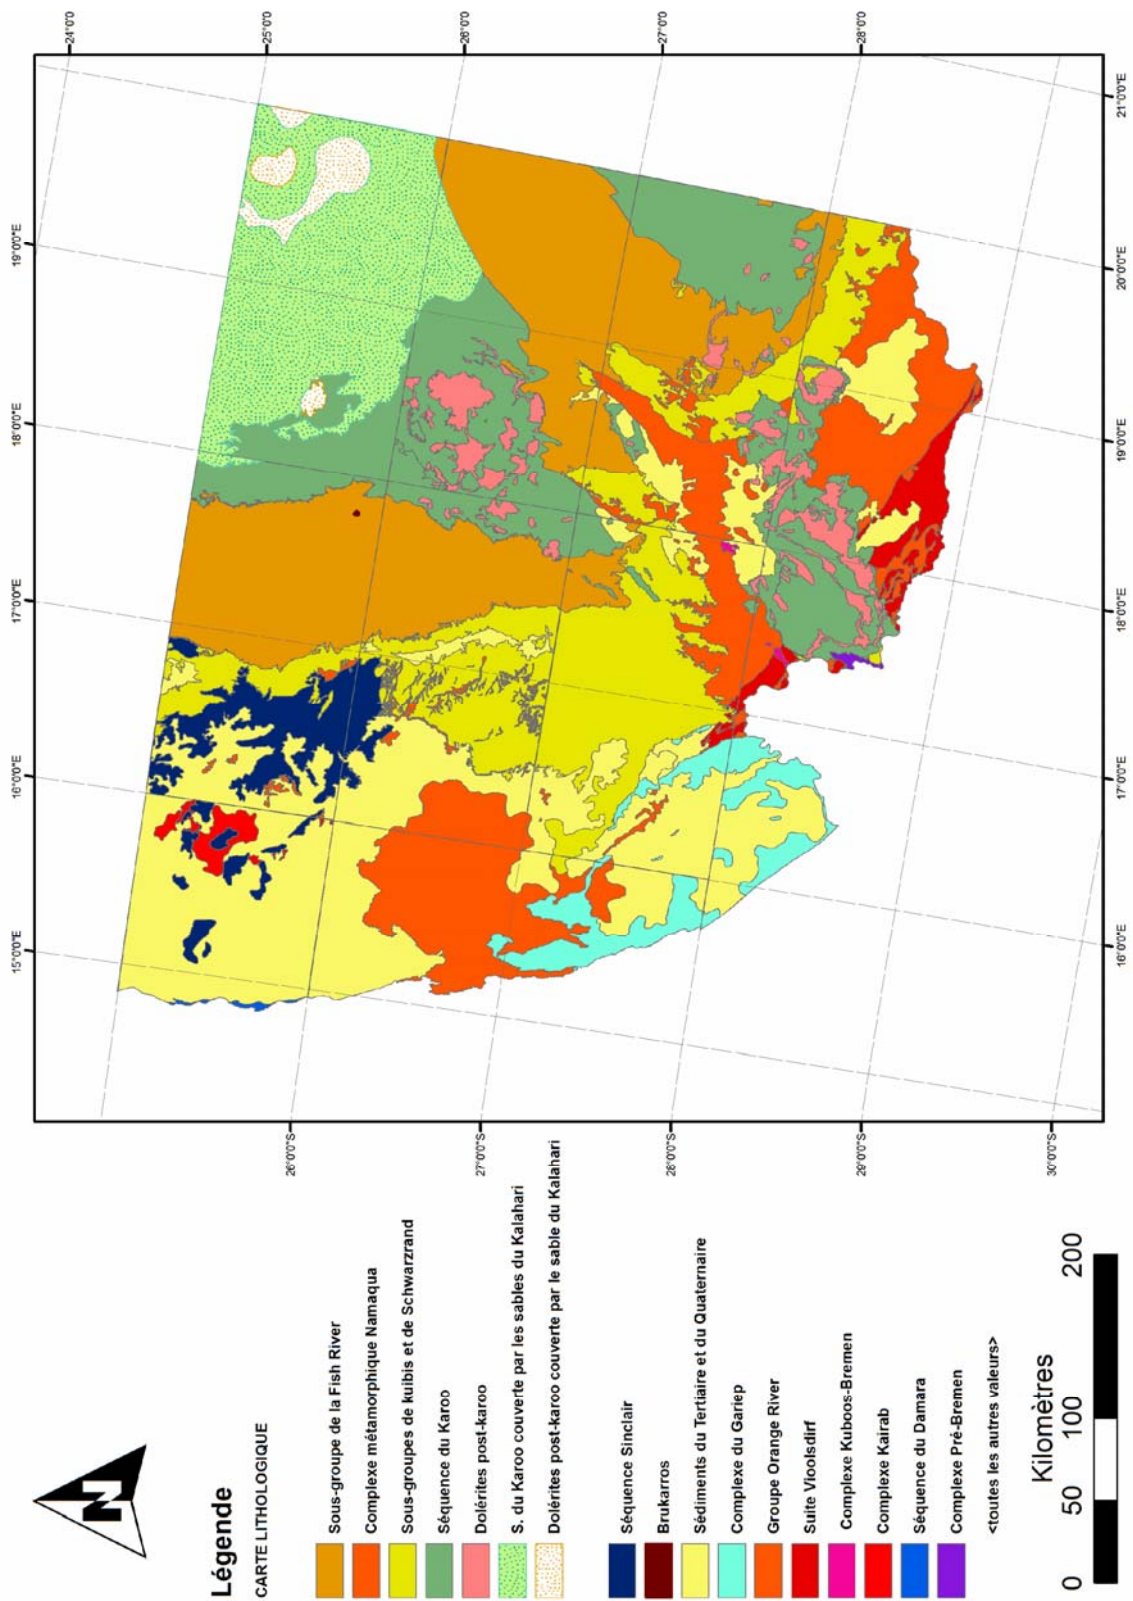 24°0'0"
25°0'0"
26°0'0"
27°0'0"
28°0'0"
15°0'0"E
16°0'0"E
17°0'0"E
18°0'0"E
19°0'0"E
26°0'0"S
27°0'0"S
28°0'0"S
29°0'0"S
30°0'0"S
16°0'0"E
17°0'0"E
18°0'0"E
19°0'0"E
20°0'0"E
21°0'0"E
N
Légende
CARTE LITHOLOGIQUE
Sous-groupe de la Fish River
Complexe métamorphique Namaqua
Sous-groupes de kuibis et de Schwarzrand
Séquence du Karoo
Dolérites post-karoo
S. du Karoo couverte par les sables du Kalahari
Dolérites post-karoo couverte par le sable du Kalahari
Séquence Sinclair
Brukarros
Sédiments du Tertiaire et du Quaternaire
Complexe du Gariep
Groupe Orange River
Suite Vioolsdirf
Complexe Kuboos-Bremen
Complexe Kairab
Séquence du Damara
Complexe Pré-Bremen
<toutes les autres valeurs>
Kilomètres
0 50 100 200